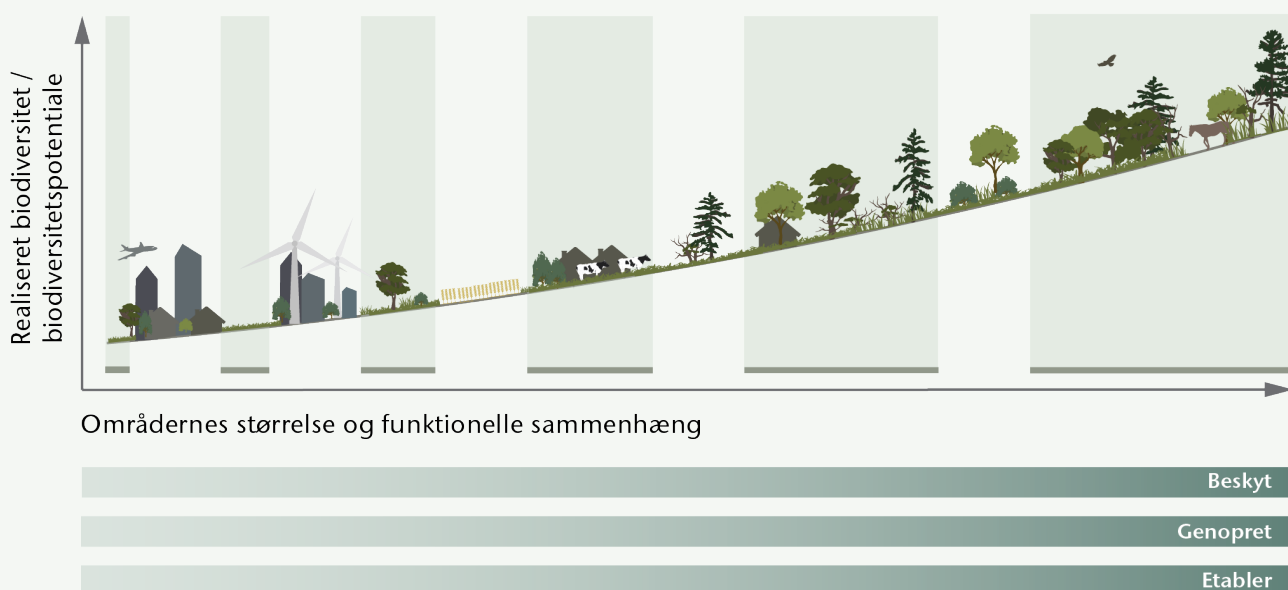 Realiseret biodiversitet /
biodiversitetspotentiale
Områdernes størrelse og funktionelle sammenhæng
Beskyt
Genopret
Etabler